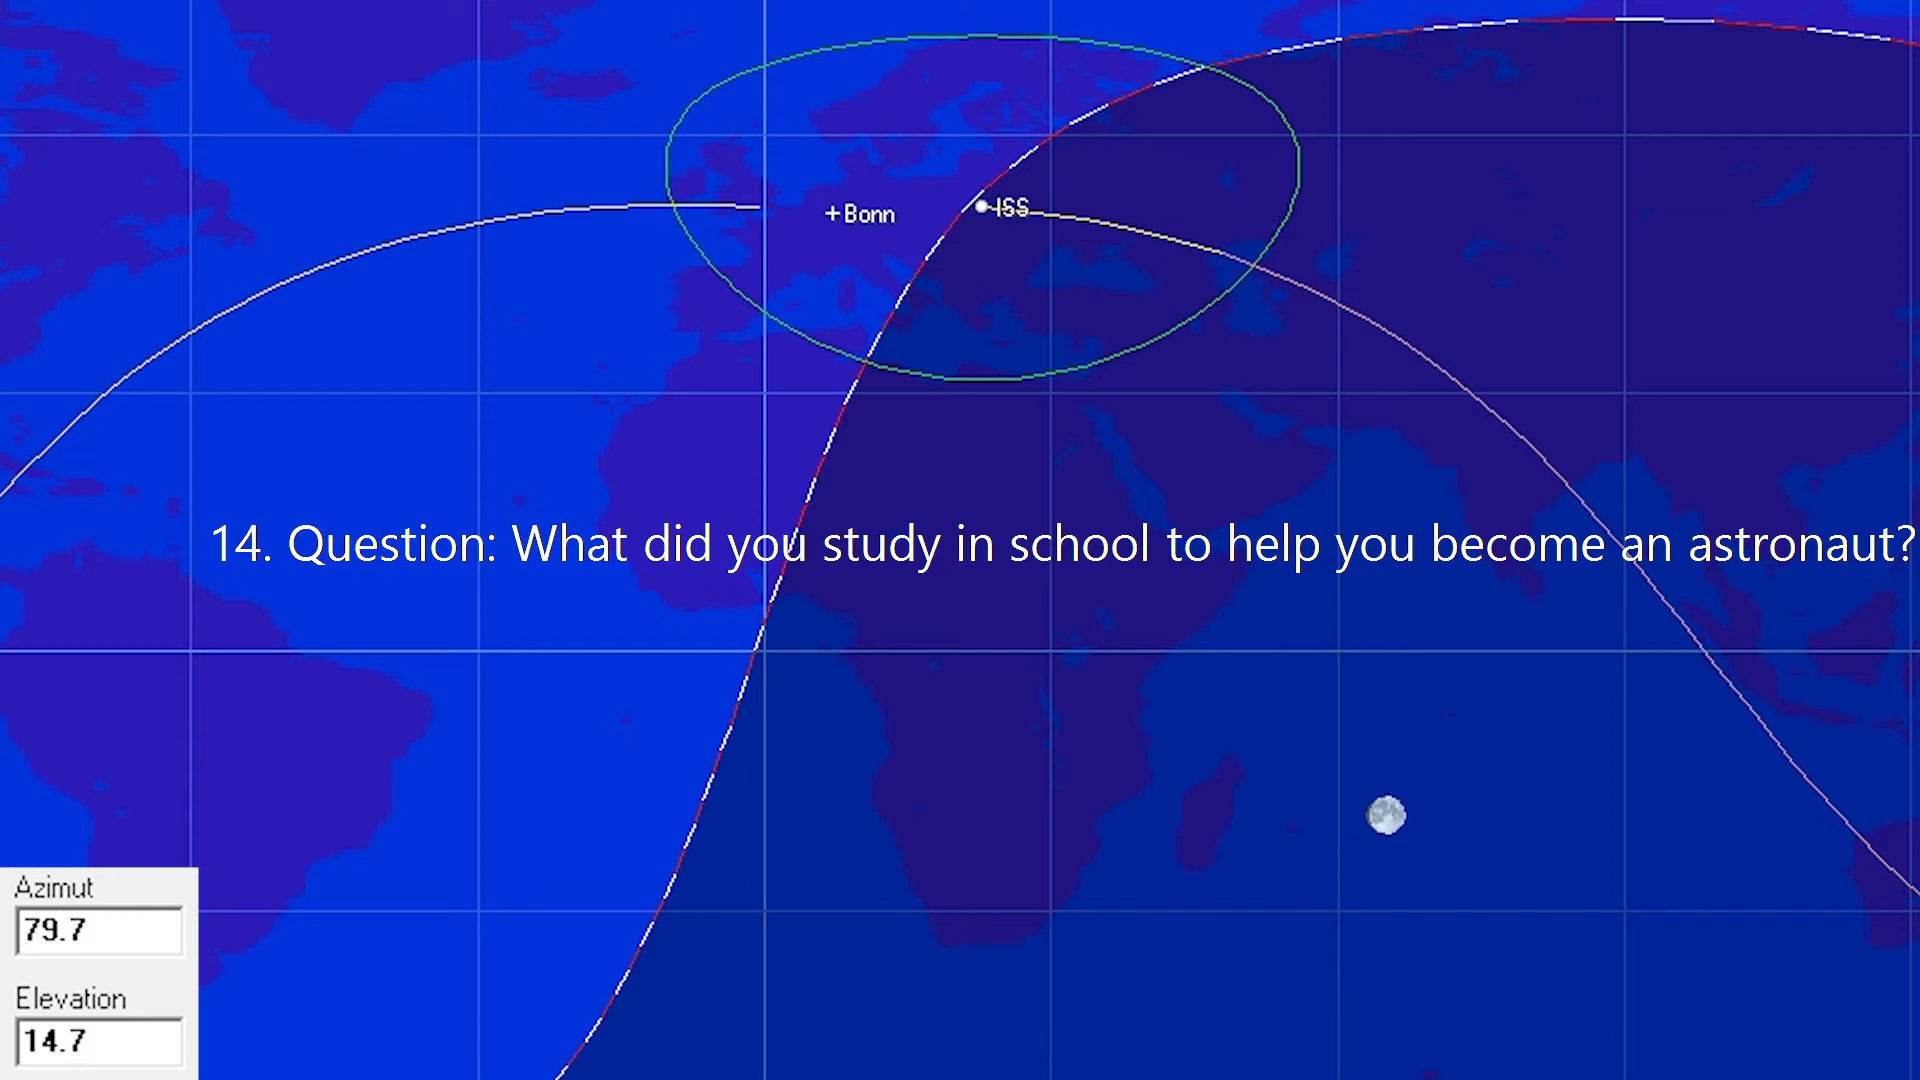 +Bonn
ISS
14. Question: What did you study in school to help you become an astronaut?
Azimut
79.7
Elevation
14.7